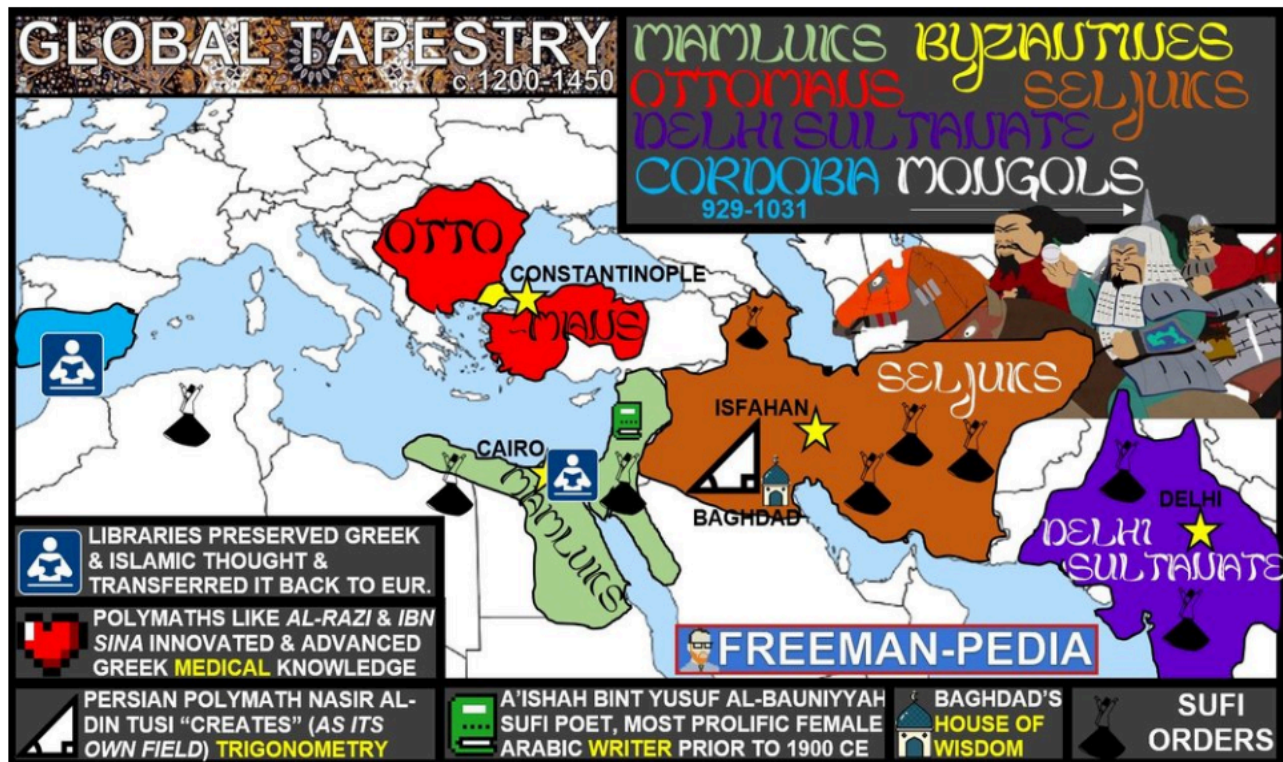 GLOBAL TAPESTRY
c. 1200-1450
MAMLUKS BYZANTINES
OTTOMANS SELJUKS
DELHI SULTANATE
CORDOBA MONGOLS
929-1031
OTTO
CONSTANTINOPLE
-MANS
SELJUKS
ISFAHAN
CAIRO
MAMLUKS
BAGHDAD
DELHI
DELHI
SULTANATE
LIBRARIES PRESERVED GREEK
& ISLAMIC THOUGHT &
TRANSFERRED IT BACK TO EUR.
POLYMATHS LIKE AL-RAZI & IBN
SINA INNOVATED & ADVANCED
GREEK MEDICAL KNOWLEDGE
FREEMAN-PEDIA
PERSIAN POLYMATH NASIR AL-
DIN TUSI “CREATES” (AS ITS
OWN FIELD) TRIGONOMETRY
A'ISHAH BINT YUSUF AL-BAUNIYYAH
SUFI POET, MOST PROLIFIC FEMALE
ARABIC WRITER PRIOR TO 1900 CE
BAGHDAD'S
HOUSE OF
WISDOM
SUFI
ORDERS